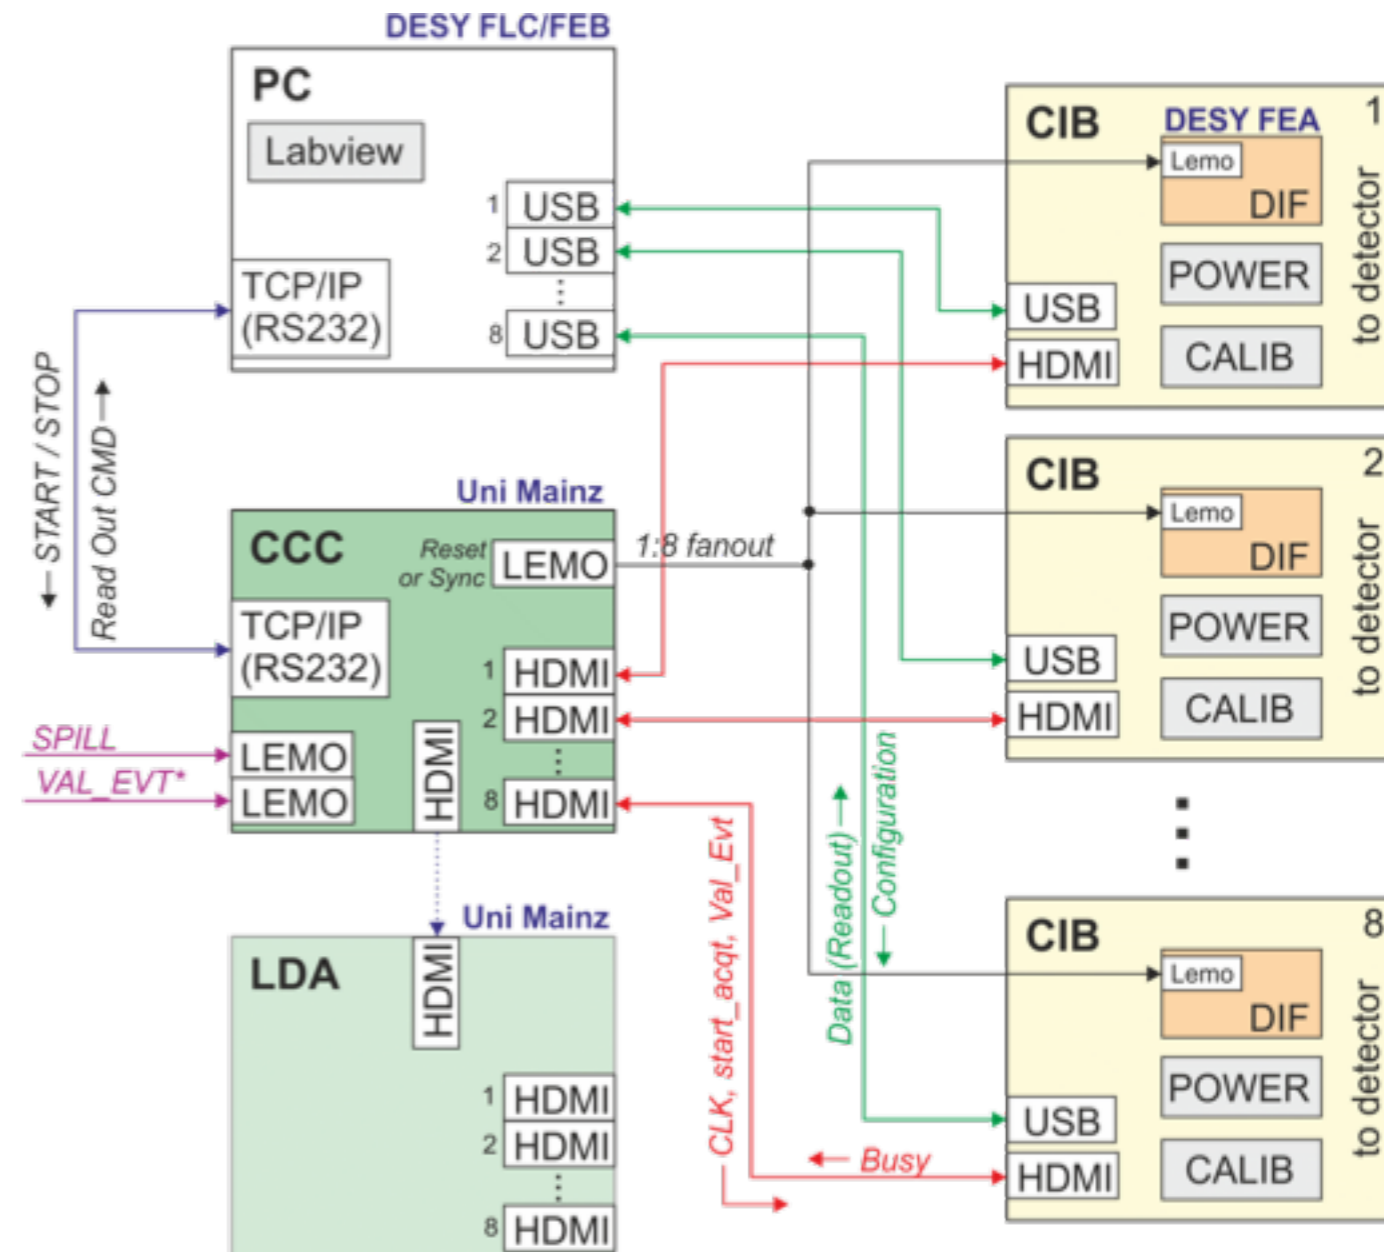 DESY FLC/FEB
PC
Labview
1 USB
2 USB
8 USB
TCP/IP
(RS232)
START / STOP
Read Out CMD
Uni Mainz
CCC
Reset
or Sync
LEMO
1:8 fanout
TCP/IP
(RS232)
1 HDMI
2 HDMI
8 HDMI
HDMI
SPILL
VAL_EVT*
LEMO
LEMO
Uni Mainz
LDA
HDMI
1 HDMI
2 HDMI
8 HDMI
CLK, start_acqt, Val_Evt
Busy
Data (Readout)
Configuration
CIB
DESY FEA
1
Lemo
DIF
POWER
CALIB
USB
HDMI
to detector
CIB
2
Lemo
DIF
POWER
CALIB
USB
HDMI
to detector
CIB
8
Lemo
DIF
POWER
CALIB
USB
HDMI
to detector